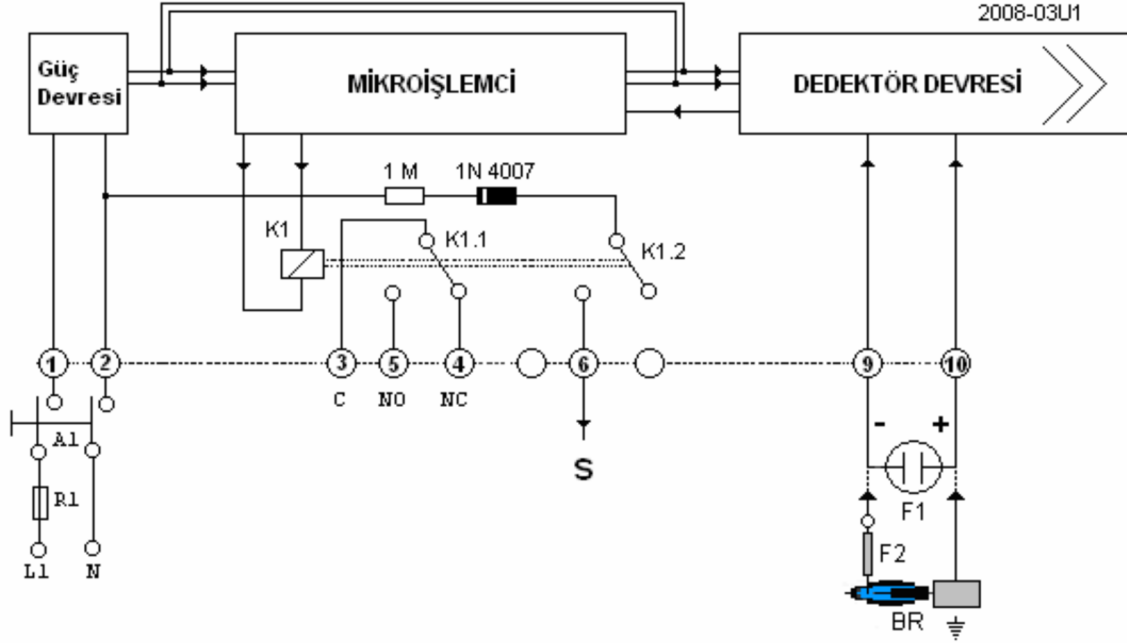 2008-03U1
Güç
Devresi
MİKROİŞLEMCİ
DEDEKTÖR DEVRESİ
1 M
1N 4007
K1
K1.1
K1.2
1
2
3
5
4
6
9
10
C
NO
NC
A1
S
- +
R1
F1
F2
L1
N
BR